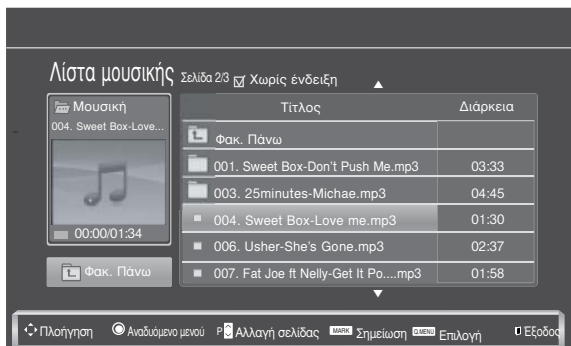 Λίστα μουσικής Σελίδα 2/3 Χωρίς ένδειξη
Μουσική
004. Sweet Box-Love...
00:00/01:34
Φακ. Πάνω
Τίτλος Διάρκεια
Φακ. Πάνω
001. Sweet Box-Don't Push Me.mp3 03:33
003. 25minutes-Michae.mp3 04:45
004. Sweet Box-Love me.mp3 01:30
006. Usher-She's Gone.mp3 02:37
007. Fat Joe ft Nelly-Get It Po....mp3 01:58
Πλοήγηση Αναδυόμενο μενού P Αλλαγή σελίδας MARK Σημείωση Q.MENU Επιλογή Εξοδος